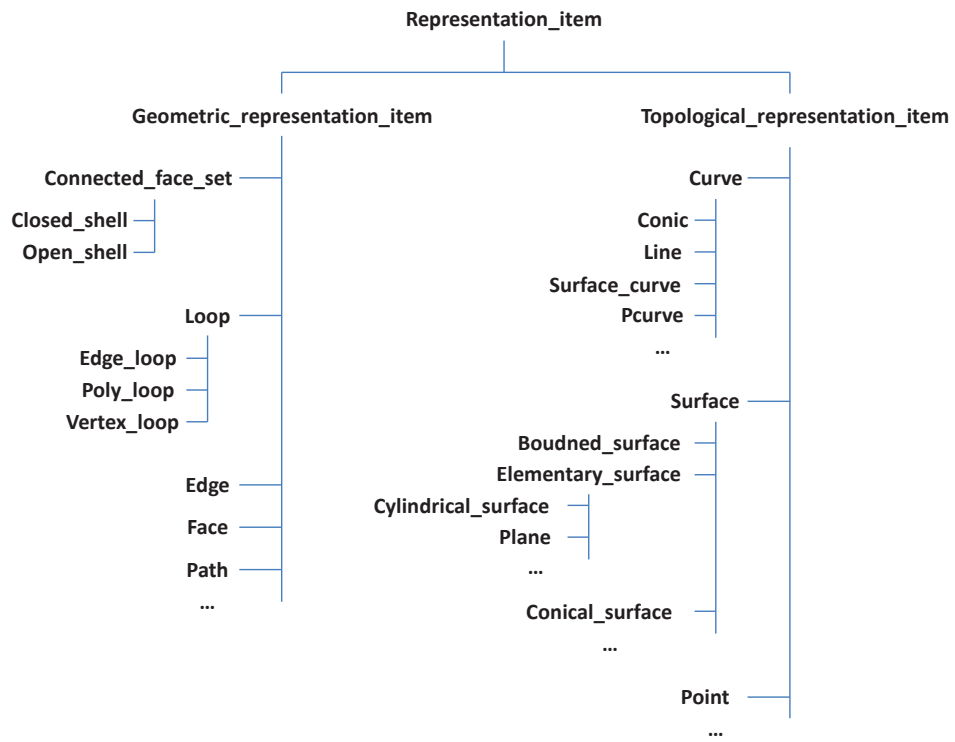 Representation_item
Geometric_representation_item
Connected_face_set
Closed_shell
Open_shell
Loop
Edge_loop
Poly_loop
Vertex_loop
Edge
Face
Path
...
Topological_representation_item
Curve
Conic
Line
Surface_curve
Pcurve
...
Surface
Boudned_surface
Elementary_surface
Cylindrical_surface
Plane
...
Conical_surface
...
Point
...